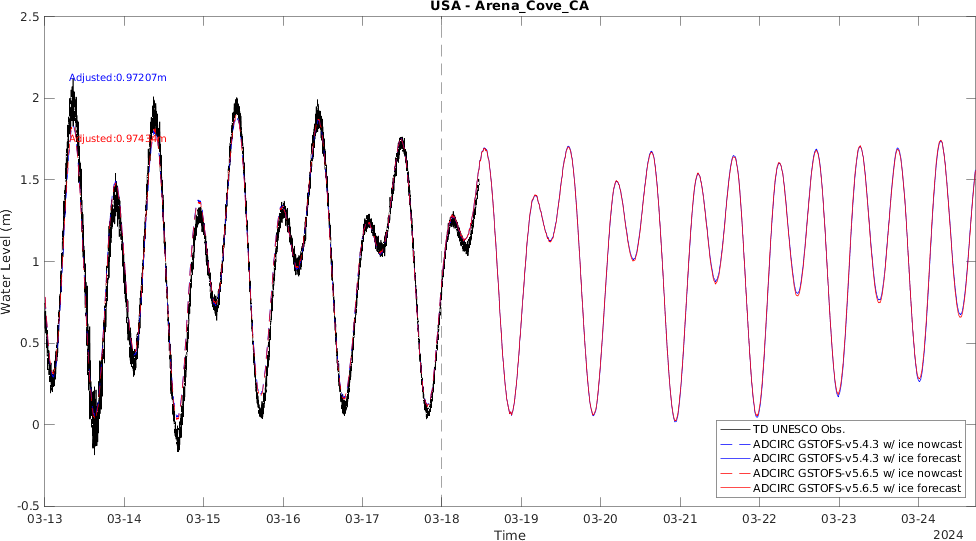 USA - Arena_Cove_CA
2.5
2
1.5
1
0.5
0
-0.5
Water Level (m)
Adjusted:0.97207m
Adjusted:0.97434m
TD UNESCO Obs.
ADCIRC GSTOFS-v5.4.3 w/ ice nowcast
ADCIRC GSTOFS-v5.4.3 w/ ice forecast
ADCIRC GSTOFS-v5.6.5 w/ ice nowcast
ADCIRC GSTOFS-v5.6.5 w/ ice forecast
03-13 03-14 03-15 03-16 03-17 03-18 03-19 03-20 03-21 03-22 03-23 03-24
Time
2024